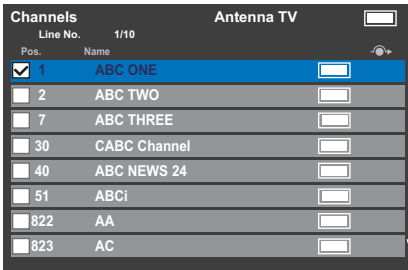 Channels Antenna TV
Line No. 1/10
Pos. Name
1 ABC ONE
2 ABC TWO
7 ABC THREE
30 CABC Channel
40 ABC NEWS 24
51 ABCi
822 AA
823 AC